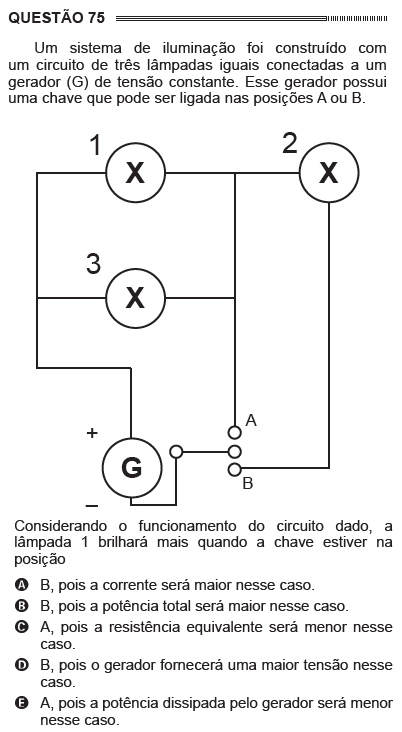 QUESTÃO 75
Um sistema de iluminação foi construído com
um circuito de três lâmpadas iguais conectadas a um
gerador (G) de tensão constante. Esse gerador possui
uma chave que pode ser ligada nas posições A ou B.
1
X
2
X
3
X
A
+
G
B
–
Considerando o funcionamento do circuito dado, a
lâmpada 1 brilhará mais quando a chave estiver na
posição
A B, pois a corrente será maior nesse caso.
B B, pois a potência total será maior nesse caso.
C A, pois a resistência equivalente será menor nesse
caso.
D B, pois o gerador fornecerá uma maior tensão nesse
caso.
E A, pois a potência dissipada pelo gerador será menor
nesse caso.